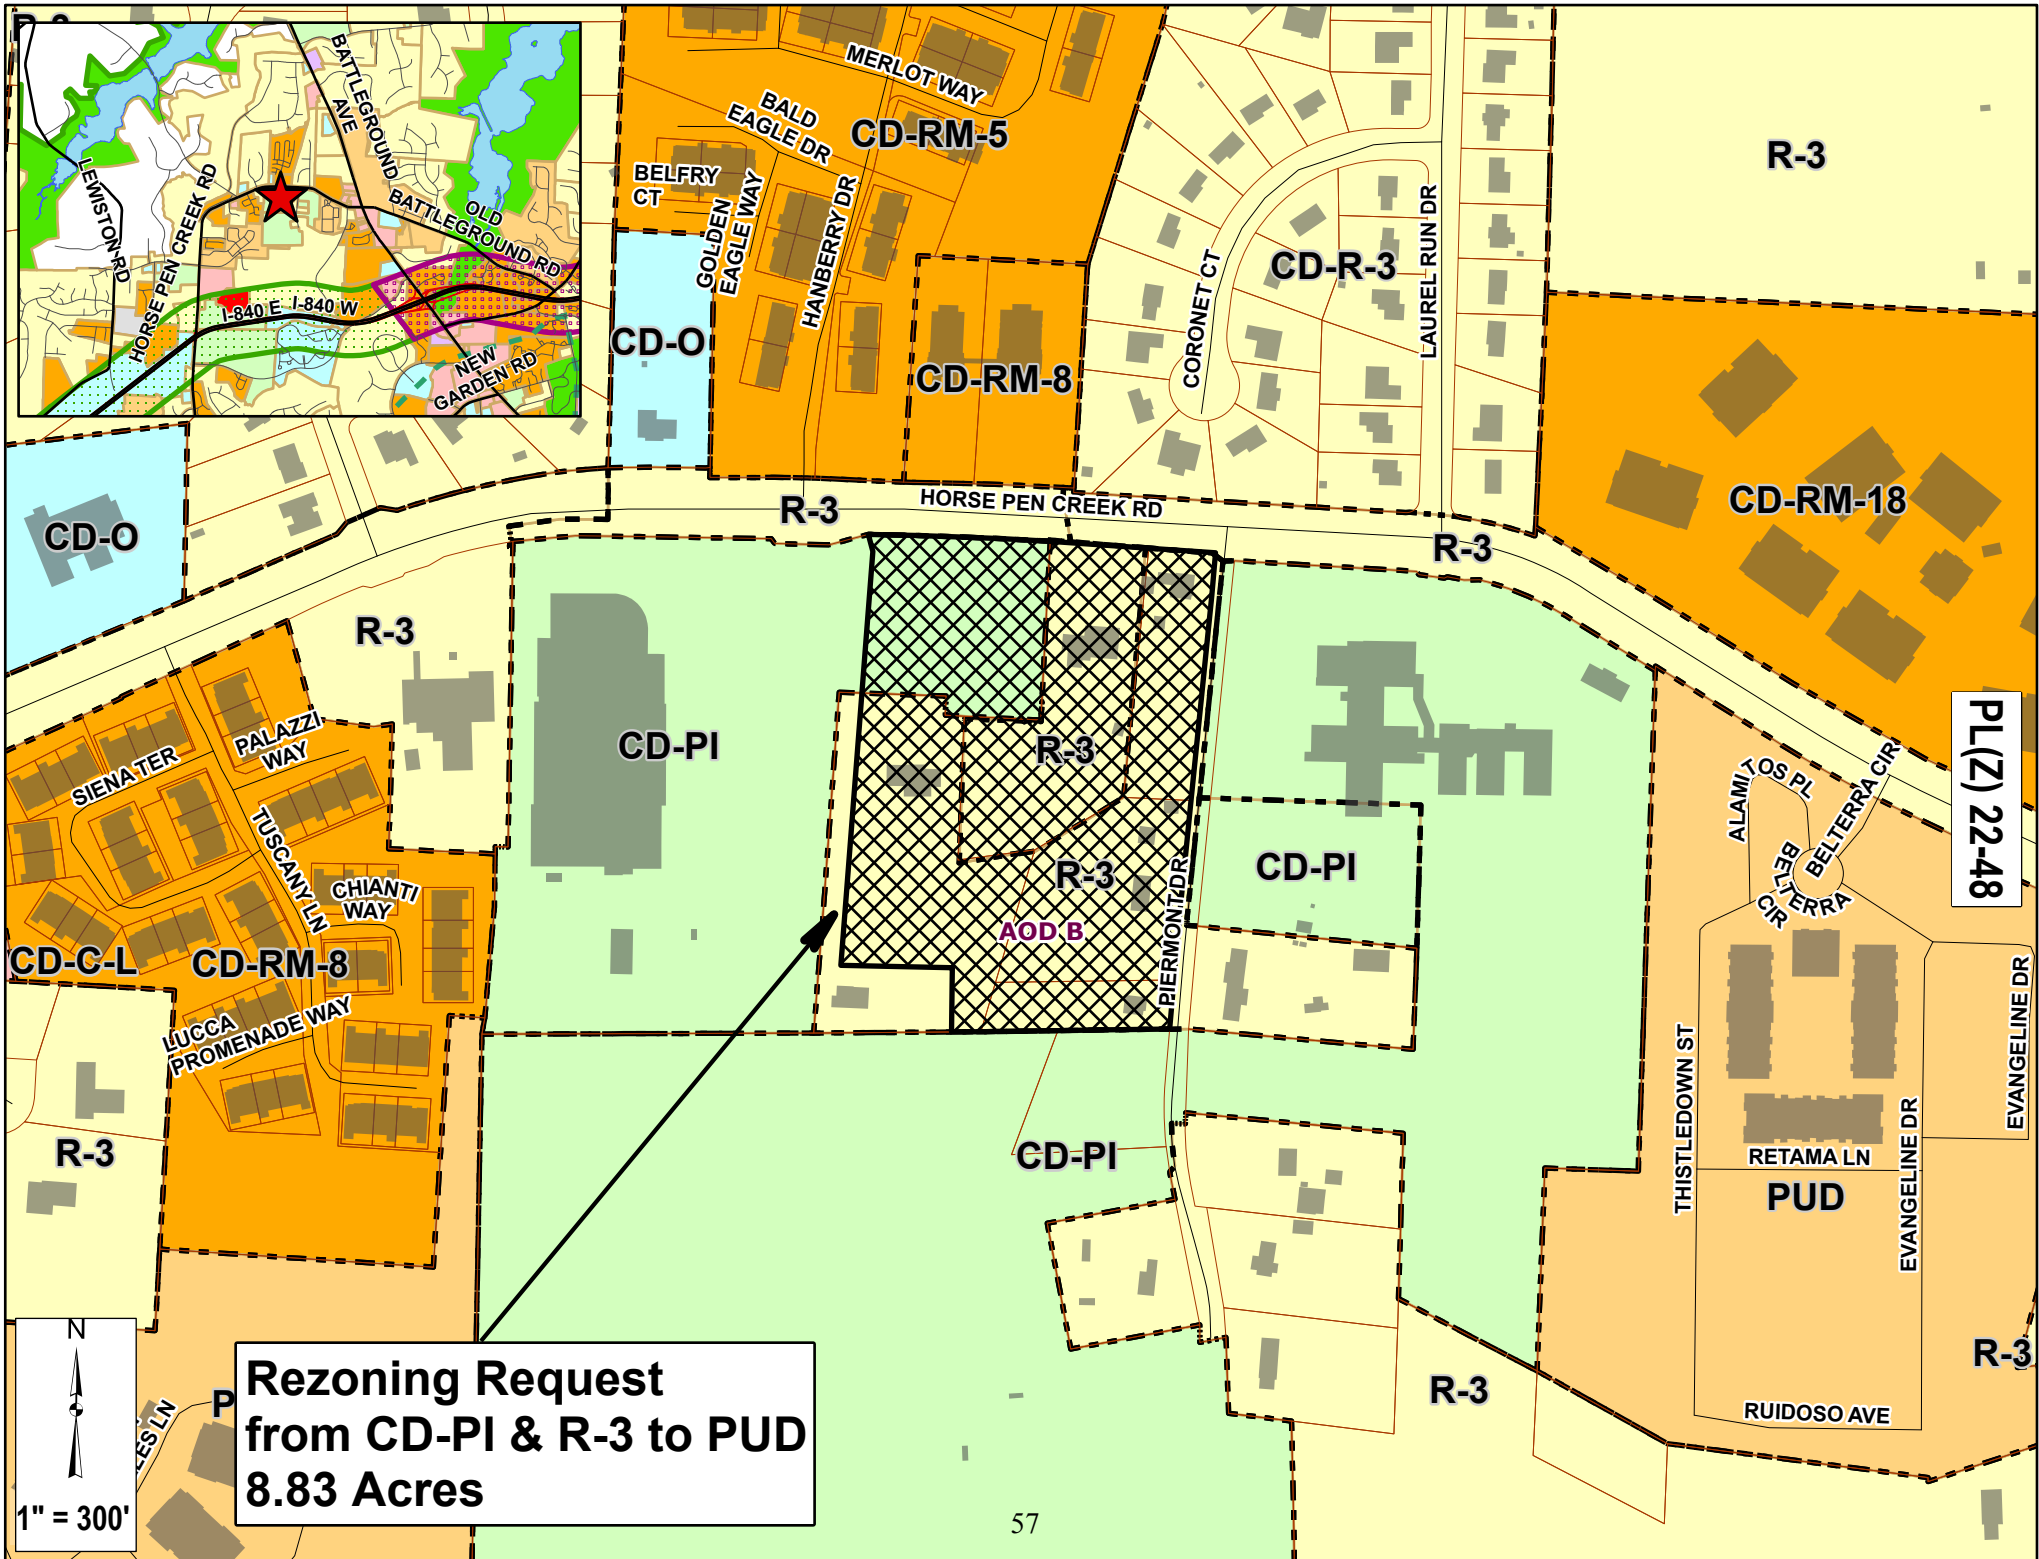 R-3
BATTLEGROUND
AVE
LEWISTON RD
HORSE PEN CREEK RD
OLD
BATTLEGROUND RD
HORSE PEN CREEK RD
I-840 E
I-840 W
NEW
GARDEN RD
MERLOT WAY
BALD
EAGLE DR
CD-RM-5
BELFRY
CT
GOLDEN
EAGLE WAY
HANBERRY DR
CD-O
CD-RM-8
CORONET CT
CD-R-3
LAUREL RUN DR
R-3
CD-RM-18
CD-O
R-3
HORSE PEN CREEK RD
R-3
R-3
CD-PI
R-3
R-3
AOD B
PIERMONT DR
CD-PI
PL(Z) 22-48
SIENA TER
PALAZZI
WAY
TUSCANY LN
CHIANTI
WAY
CD-C-L
CD-RM-8
LUCCA
PROMENADE WAY
R-3
ALAMITOS PL
BELTERRA CIR
BELTERRA
CIR
THISTLEDOWN ST
EVANGELINE DR
EVANGELINE DR
RETAMA LN
PUD
RUIDOSO AVE
CD-PI
R-3
R-3
N
1" = 300'
P
LES LN
Rezoning Request
from CD-PI & R-3 to PUD
8.83 Acres
57